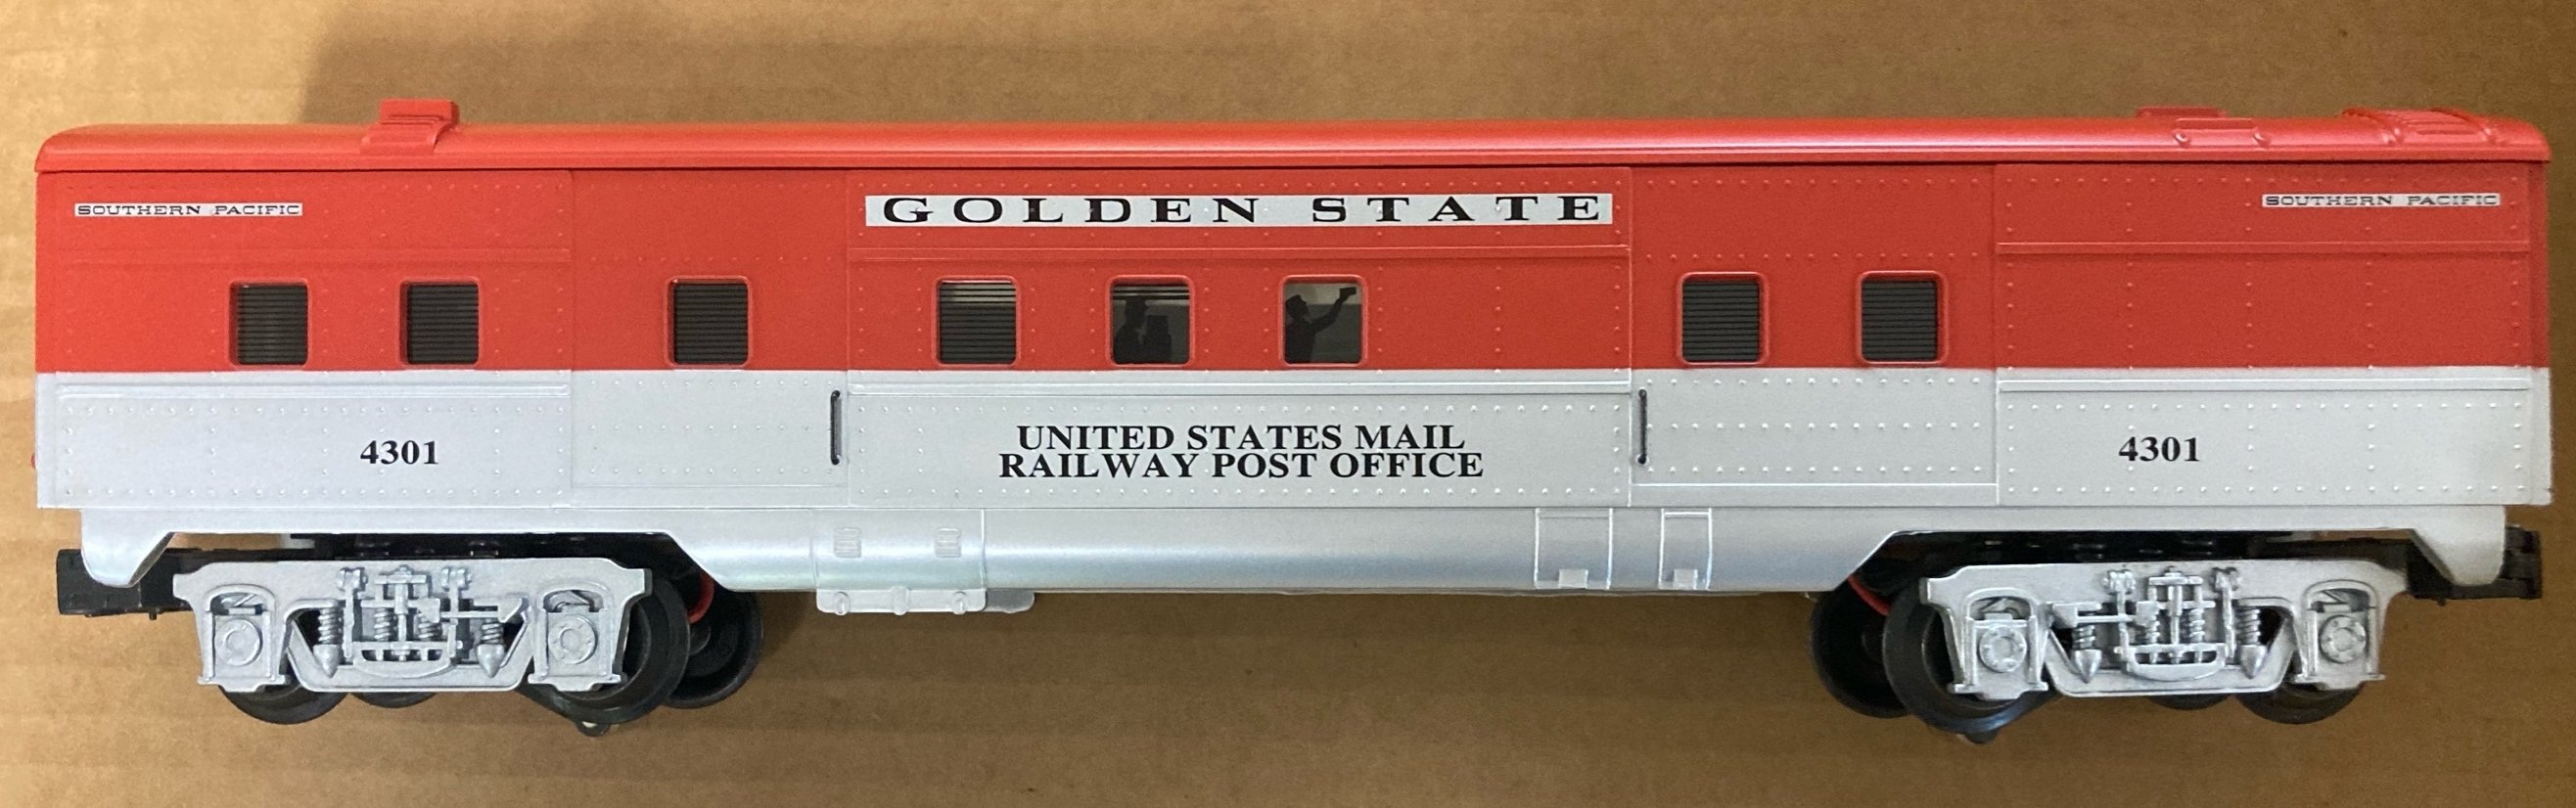 SOUTHERN PACIFIC
GOLDEN STATE
SOUTHERN PACIFIC
4301
UNITED STATES MAIL
RAILWAY POST OFFICE
4301